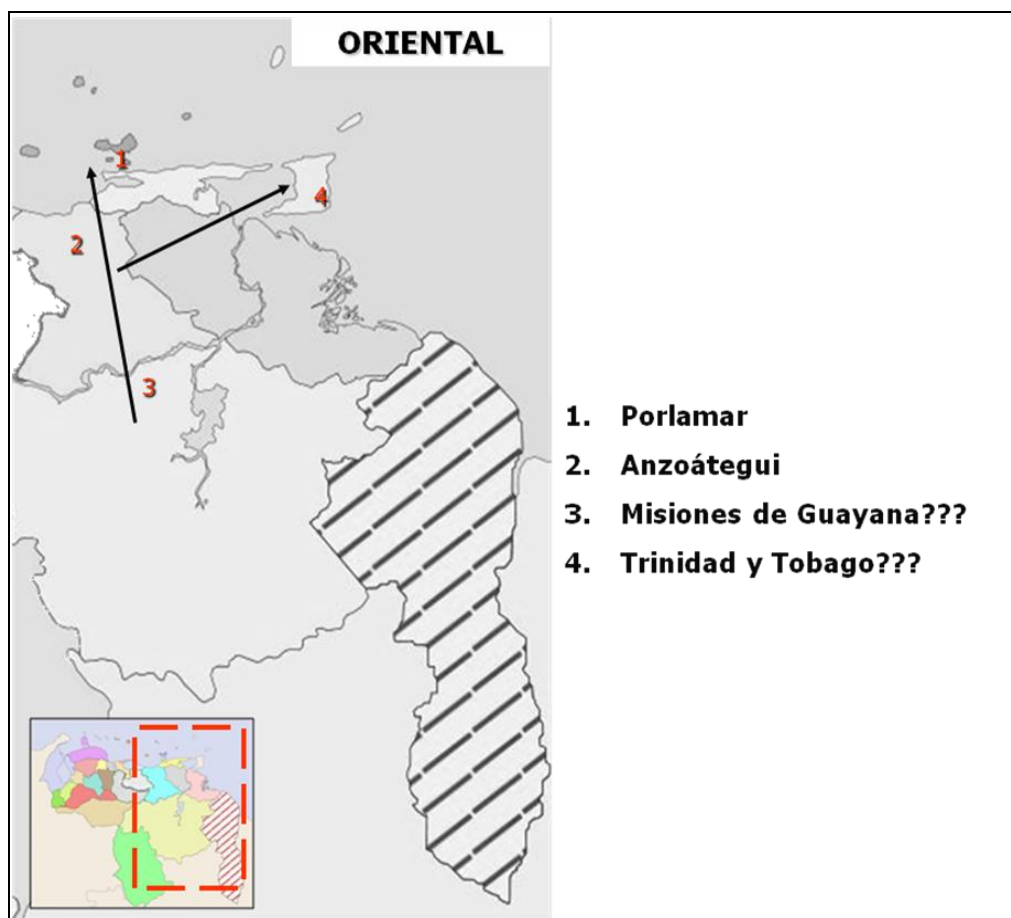 ORIENTAL
1
4
2
3
1. Porlamar
2. Anzoátegui
3. Misiones de Guayana???
4. Trinidad y Tobago???